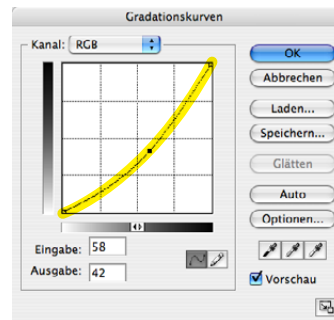 Gradationskurven
Kanal: RGB
OK
Abbrechen
Laden...
Speichern...
Glätten
Auto
Optionen...
Eingabe: 58
Ausgabe: 42
Vorschau